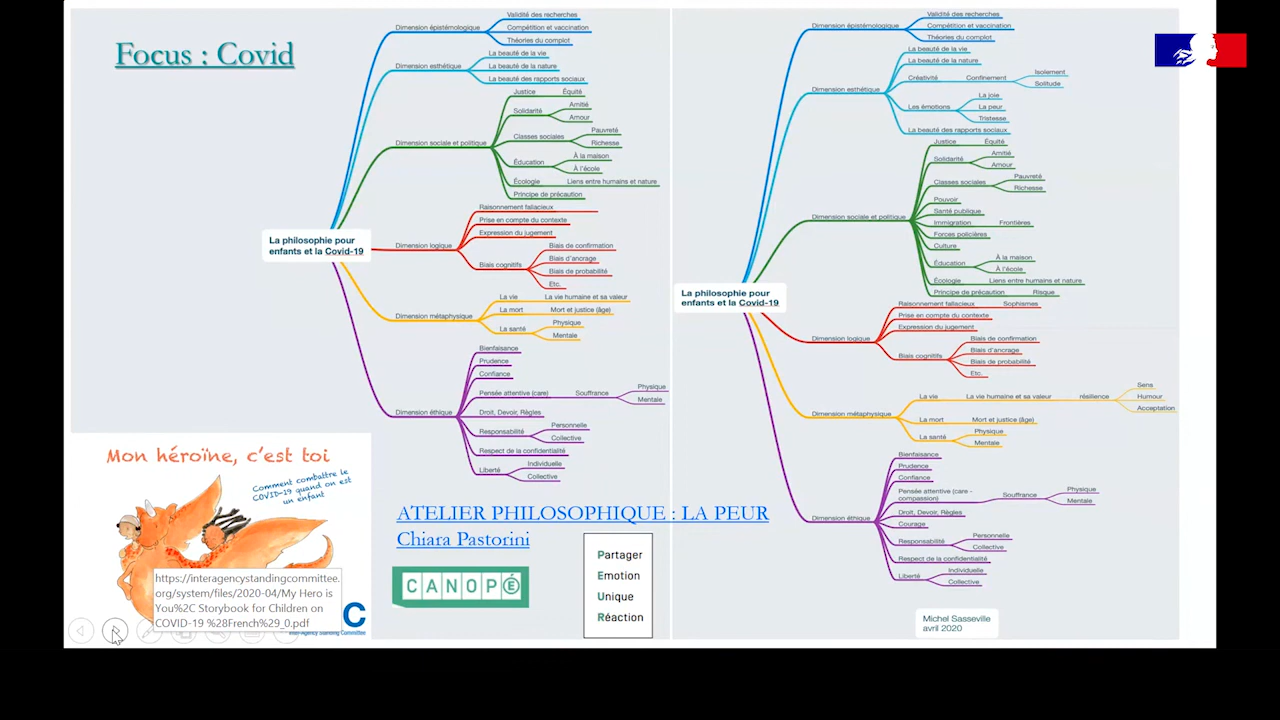 Focus : Covid
La philosophie pour
enfants et la Covid-19
Dimension épistémologique
Validité des recherches
Compétition et vaccination
Théories du complot
Dimension esthétique
La beauté de la vie
La beauté de la nature
La beauté des rapports sociaux
Dimension sociale et politique
Justice
Équité
Solidarité
Amitié
Amour
Classes sociales
Pauvreté
Richesse
Éducation
À la maison
À l'école
Écologie
Liens entre humains et nature
Principe de précaution
Dimension logique
Raisonnement fallacieux
Prise en compte du contexte
Expression du jugement
Biais cognitifs
Biais de confirmation
Biais d'ancrage
Biais de probabilité
Etc.
Dimension métaphysique
La vie
La vie humaine et sa valeur
La mort
Mort et justice (âge)
La santé
Physique
Mentale
Dimension éthique
Bienfaisance
Prudence
Confiance
Pensée attentive (care)
Souffrance
Physique
Mentale
Droit, Devoir, Règles
Responsabilité
Personnelle
Collective
Respect de la confidentialité
Liberté
Individuelle
Collective
La philosophie pour
enfants et la Covid-19
Dimension épistémologique
Validité des recherches
Compétition et vaccination
Théories du complot
Dimension esthétique
La beauté de la vie
La beauté de la nature
Créativité
Confinement
Isolement
Solitude
Les émotions
La joie
La peur
Tristesse
La beauté des rapports sociaux
Dimension sociale et politique
Justice
Équité
Solidarité
Amitié
Amour
Classes sociales
Pauvreté
Richesse
Pouvoir
Santé publique
Immigration
Frontières
Forces policières
Culture
Éducation
À la maison
À l'école
Écologie
Liens entre humains et nature
Principe de précaution
Risque
Dimension logique
Raisonnement fallacieux
Sophismes
Prise en compte du contexte
Expression du jugement
Biais cognitifs
Biais de confirmation
Biais d'ancrage
Biais de probabilité
Etc.
Dimension métaphysique
La vie
La vie humaine et sa valeur
résilience
Sens
Humour
Acceptation
La mort
Mort et justice (âge)
La santé
Physique
Mentale
Dimension éthique
Bienfaisance
Prudence
Confiance
Pensée attentive (care -
compassion)
Souffrance
Physique
Mentale
Droit, Devoir, Règles
Courage
Responsabilité
Personnelle
Collective
Respect de la confidentialité
Liberté
Individuelle
Collective
Michel Sasseville
avril 2020
Mon héroïne, c'est toi
Comment combattre le
COVID-19 quand on est
un enfant
https://interagencystandingcommittee.
org/system/files/2020-04/My Hero is
You%2C Storybook for Children on
COVID-19 %28French%29_0.pdf
C
Inter-Agency Standing Committee
ATELIER PHILOSOPHIQUE : LA PEUR
Chiara Pastorini
CANOPÉ
Partager
Emotion
Unique
Réaction